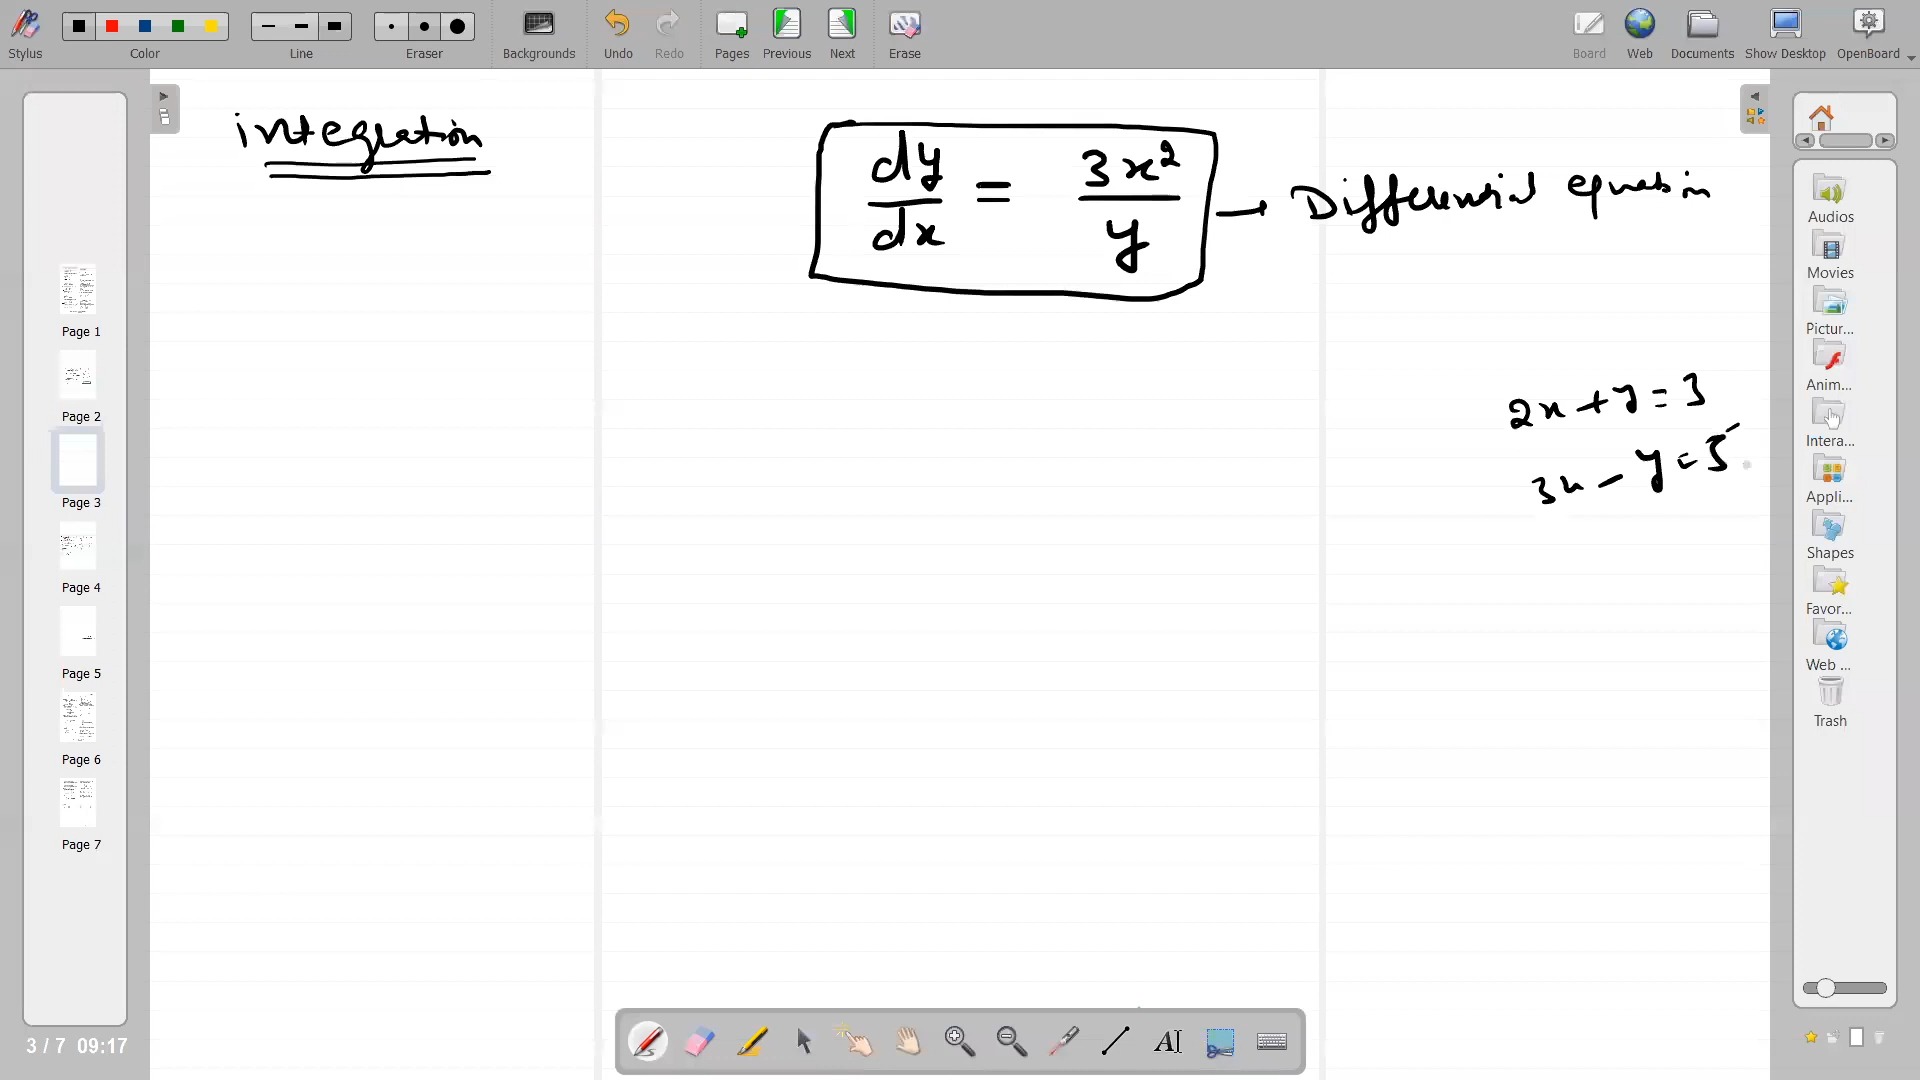 Stylus
Color
Line
Eraser
Backgrounds
Undo
Redo
Pages
Previous
Next
Erase
Board
Web
Documents
Show Desktop
OpenBoard
integration
dy/dx = 3x²/y → Differential equation
2x + y = 3
3x - y = 5
Page 1
Page 2
Page 3
Page 4
Page 5
Page 6
Page 7
3 / 7 09:17
Audios
Movies
Pictur...
Anim...
Intera...
Appli...
Shapes
Favor...
Web ...
Trash